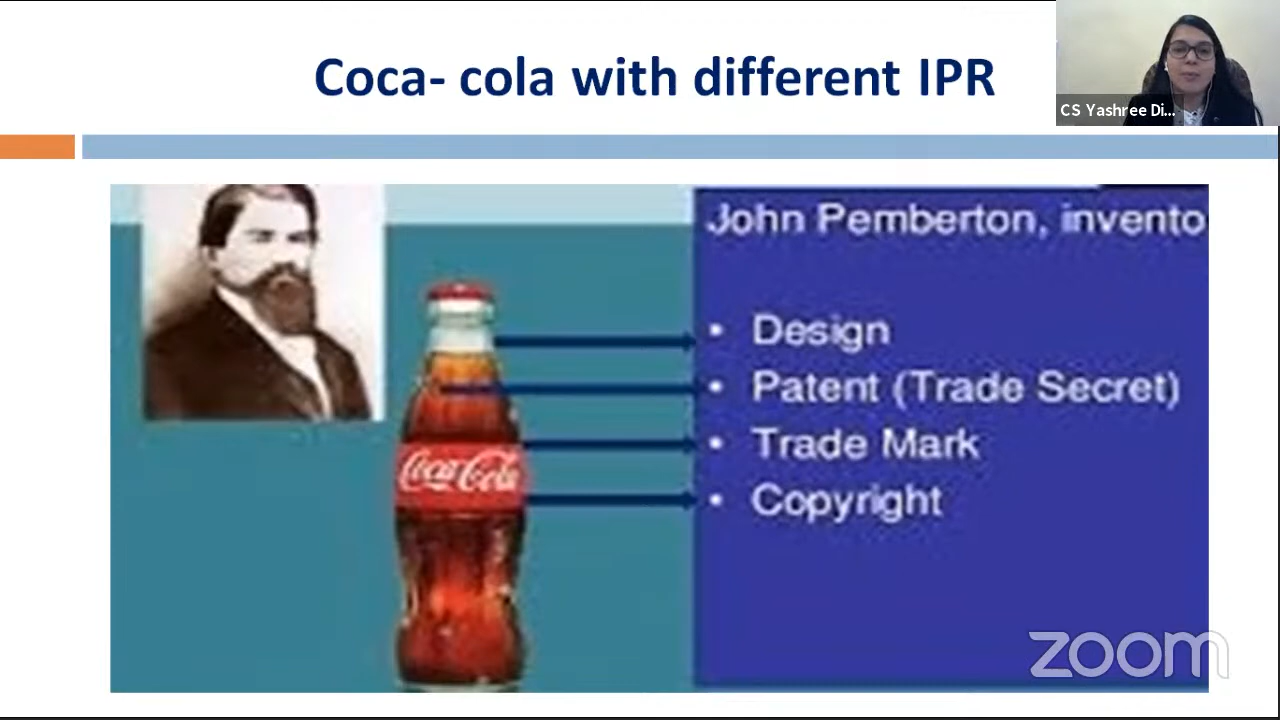 Coca- cola with different IPR
CS Yashree Di...
John Pemberton, invento
• Design
• Patent (Trade Secret)
• Trade Mark
• Copyright
Coca-Cola
zoom